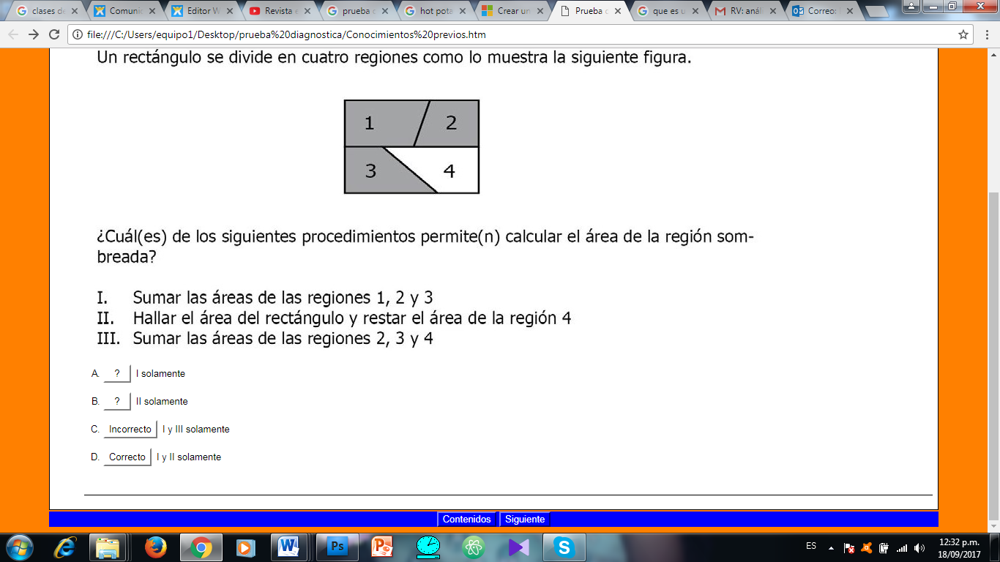 clases de
Comunic
Editor W
Revista e
prueba d
hot pota
Crear un
Prueba d
que es u
RV: análi
Correo:
file:///C:/Users/equipo1/Desktop/prueba%20diagnostica/Conocimientos%20previos.htm
Un rectángulo se divide en cuatro regiones como lo muestra la siguiente figura.
1 2
3 4
¿Cuál(es) de los siguientes procedimientos permite(n) calcular el área de la región som-
breada?
I. Sumar las áreas de las regiones 1, 2 y 3
II. Hallar el área del rectángulo y restar el área de la región 4
III. Sumar las áreas de las regiones 2, 3 y 4
A. ? I solamente
B. ? II solamente
C. Incorrecto I y III solamente
D. Correcto I y II solamente
Contenidos Siguiente
ES
12:32 p.m.
18/09/2017